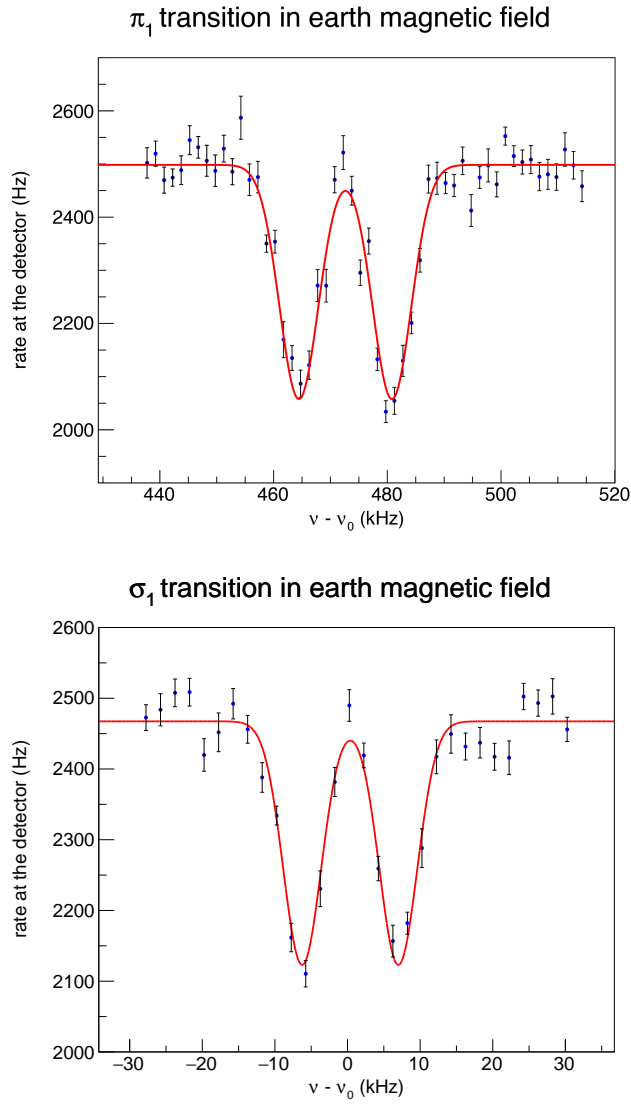 π₁ transition in earth magnetic field
rate at the detector (Hz)
2600
2400
2200
2000
440 460 480 500 520
ν - ν₀ (kHz)
σ₁ transition in earth magnetic field
rate at the detector (Hz)
2600
2500
2400
2300
2200
2100
2000
−30 −20 −10 0 10 20 30
ν - ν₀ (kHz)